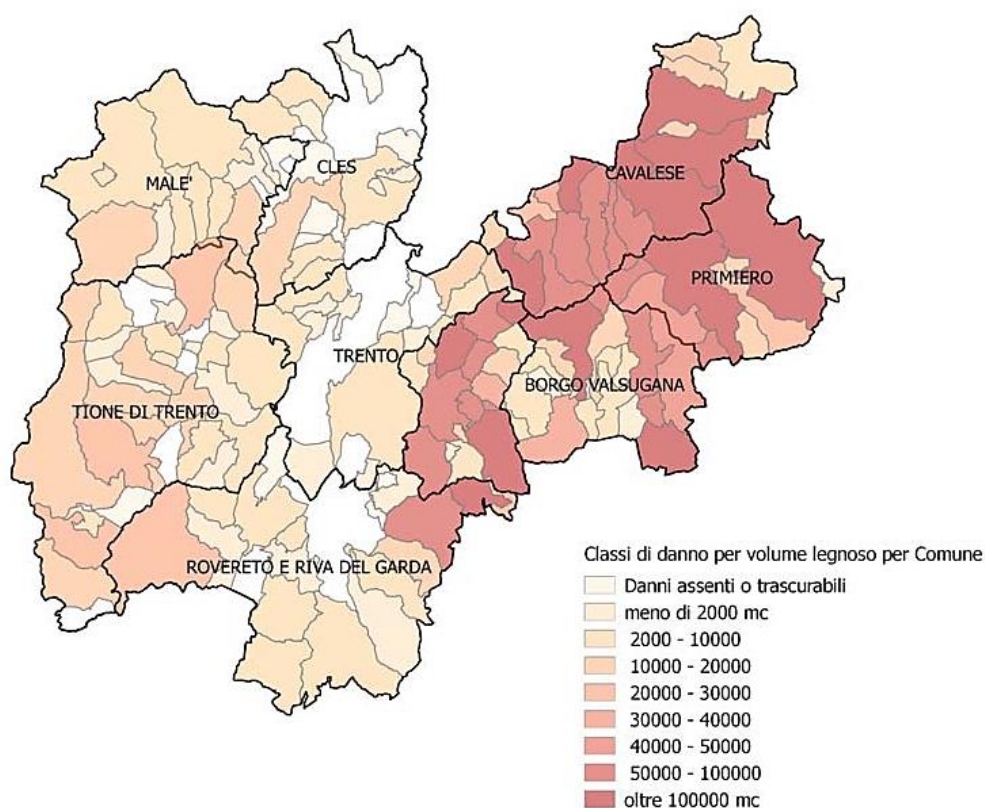 CLES
MALE'
CAVALESE
PRIMIERO
TRENTO
BORGO VALSUGANA
TIONE DI TRENTO
ROVERETO E RIVA DEL GARDA
Classi di danno per volume legnoso per Comune
Danni assenti o trascurabili
meno di 2000 mc
2000 - 10000
10000 - 20000
20000 - 30000
30000 - 40000
40000 - 50000
50000 - 100000
oltre 100000 mc